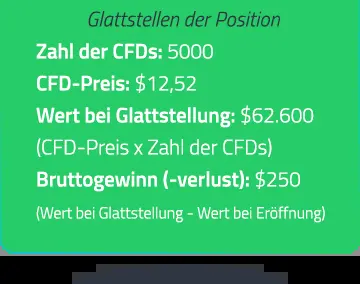 Glattstellen der Position
Zahl der CFDs: 5000
CFD-Preis: $12,52
Wert bei Glattstellung: $62.600
(CFD-Preis x Zahl der CFDs)
Bruttogewinn (-verlust): $250
(Wert bei Glattstellung - Wert bei Eröffnung)